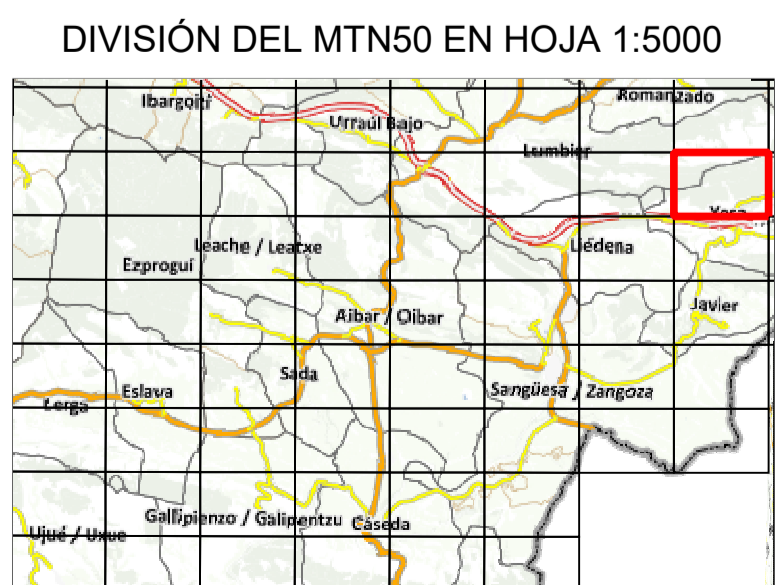 DIVISIÓN DEL MTN50 EN HOJA 1:5000
Ibargoiti
Romanzado
Urraúl Bajo
Lumbier
Yesa
Leache / Leatxe
Liédena
Ezprogui
Javier
Aibar / Oibar
Sada
Eslava
Sangüesa / Zangoza
Lerga
Gallipienzo / Galipentzu
Cáseda
Ujué / Uxue